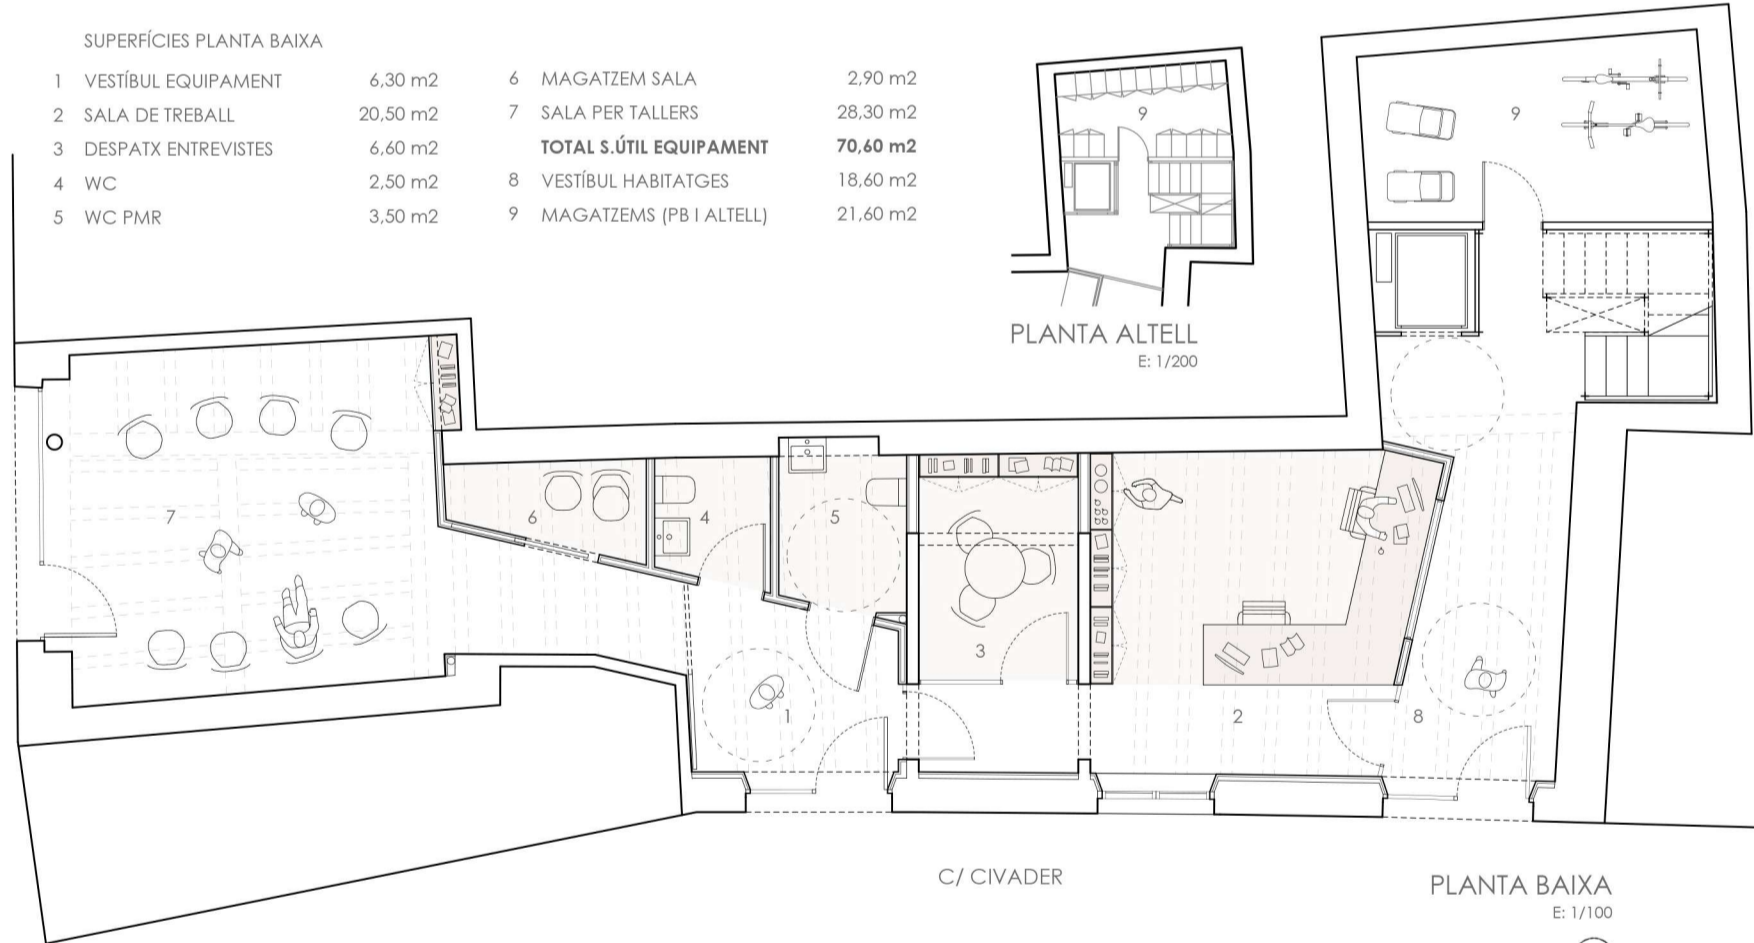 SUPERFÍCIES PLANTA BAIXA
1 VESTÍBUL EQUIPAMENT 6,30 m2
2 SALA DE TREBALL 20,50 m2
3 DESPATX ENTREVISTES 6,60 m2
4 WC 2,50 m2
5 WC PMR 3,50 m2
6 MAGATZEM SALA 2,90 m2
7 SALA PER TALLERS 28,30 m2
TOTAL S.ÚTIL EQUIPAMENT 70,60 m2
8 VESTÍBUL HABITATGES 18,60 m2
9 MAGATZEMS (PB I ALTELL) 21,60 m2
9
PLANTA ALTELL
E: 1/200
9
7
6
4
5
3
1
2
8
C/ CIVADER
PLANTA BAIXA
E: 1/100